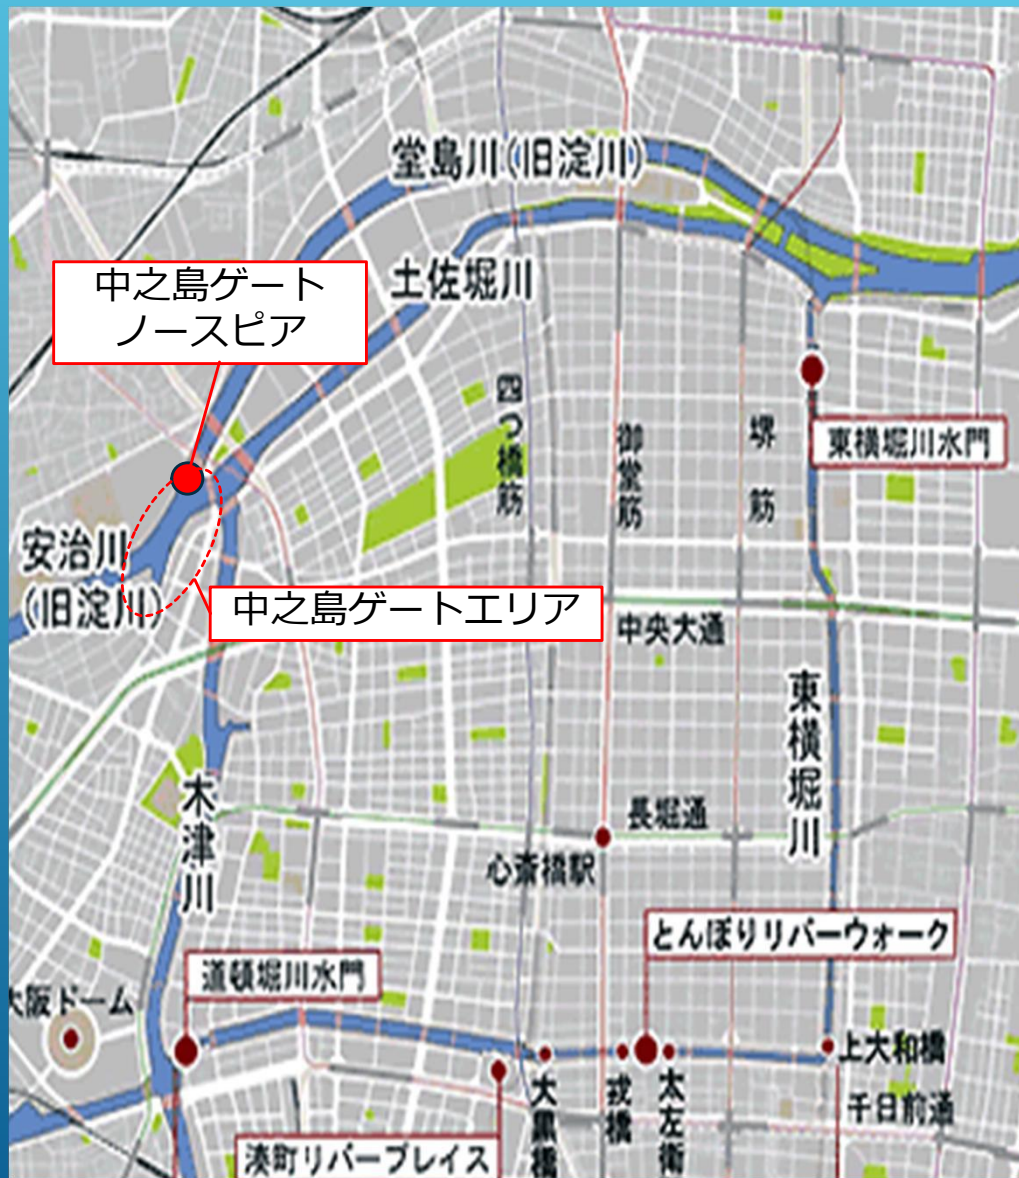 堂島川(旧淀川)
土佐堀川
中之島ゲート
ノースピア
四つ橋筋
御堂筋
堺筋
東横堀川水門
安治川
(旧淀川)
中之島ゲートエリア
中央大通
東横堀川
木津川
長堀通
心斎橋駅
とんぼりリバーウォーク
道頓堀川水門
大阪ドーム
上大和橋
大黒橋
戎橋
太左衛
千日前通
湊町リバープレイス